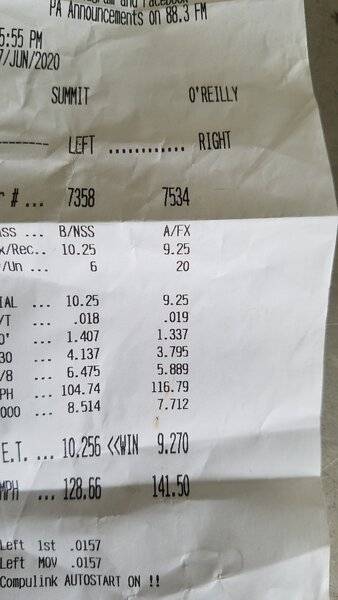 PA Announcements on 88.3 FM
5:55 PM
7/JUN/2020
SUMMIT O'REILLY
---------- LEFT ............ RIGHT
# ... 7358 7534
ss ... B/NSS A/FX
x/Rec.. 10.25 9.25
/Un ... 6 20
IAL ... 10.25 9.25
/T ... .018 .019
0' ... 1.407 1.337
30 ... 4.137 3.795
/8 ... 6.475 5.889
PH ... 104.74 116.79
000 ... 8.514 7.712
E.T. ... 10.256 <<WIN 9.270
MPH ... 128.66 141.50
Left 1st .0157
Left MOV .0157
Compulink AUTOSTART ON !!